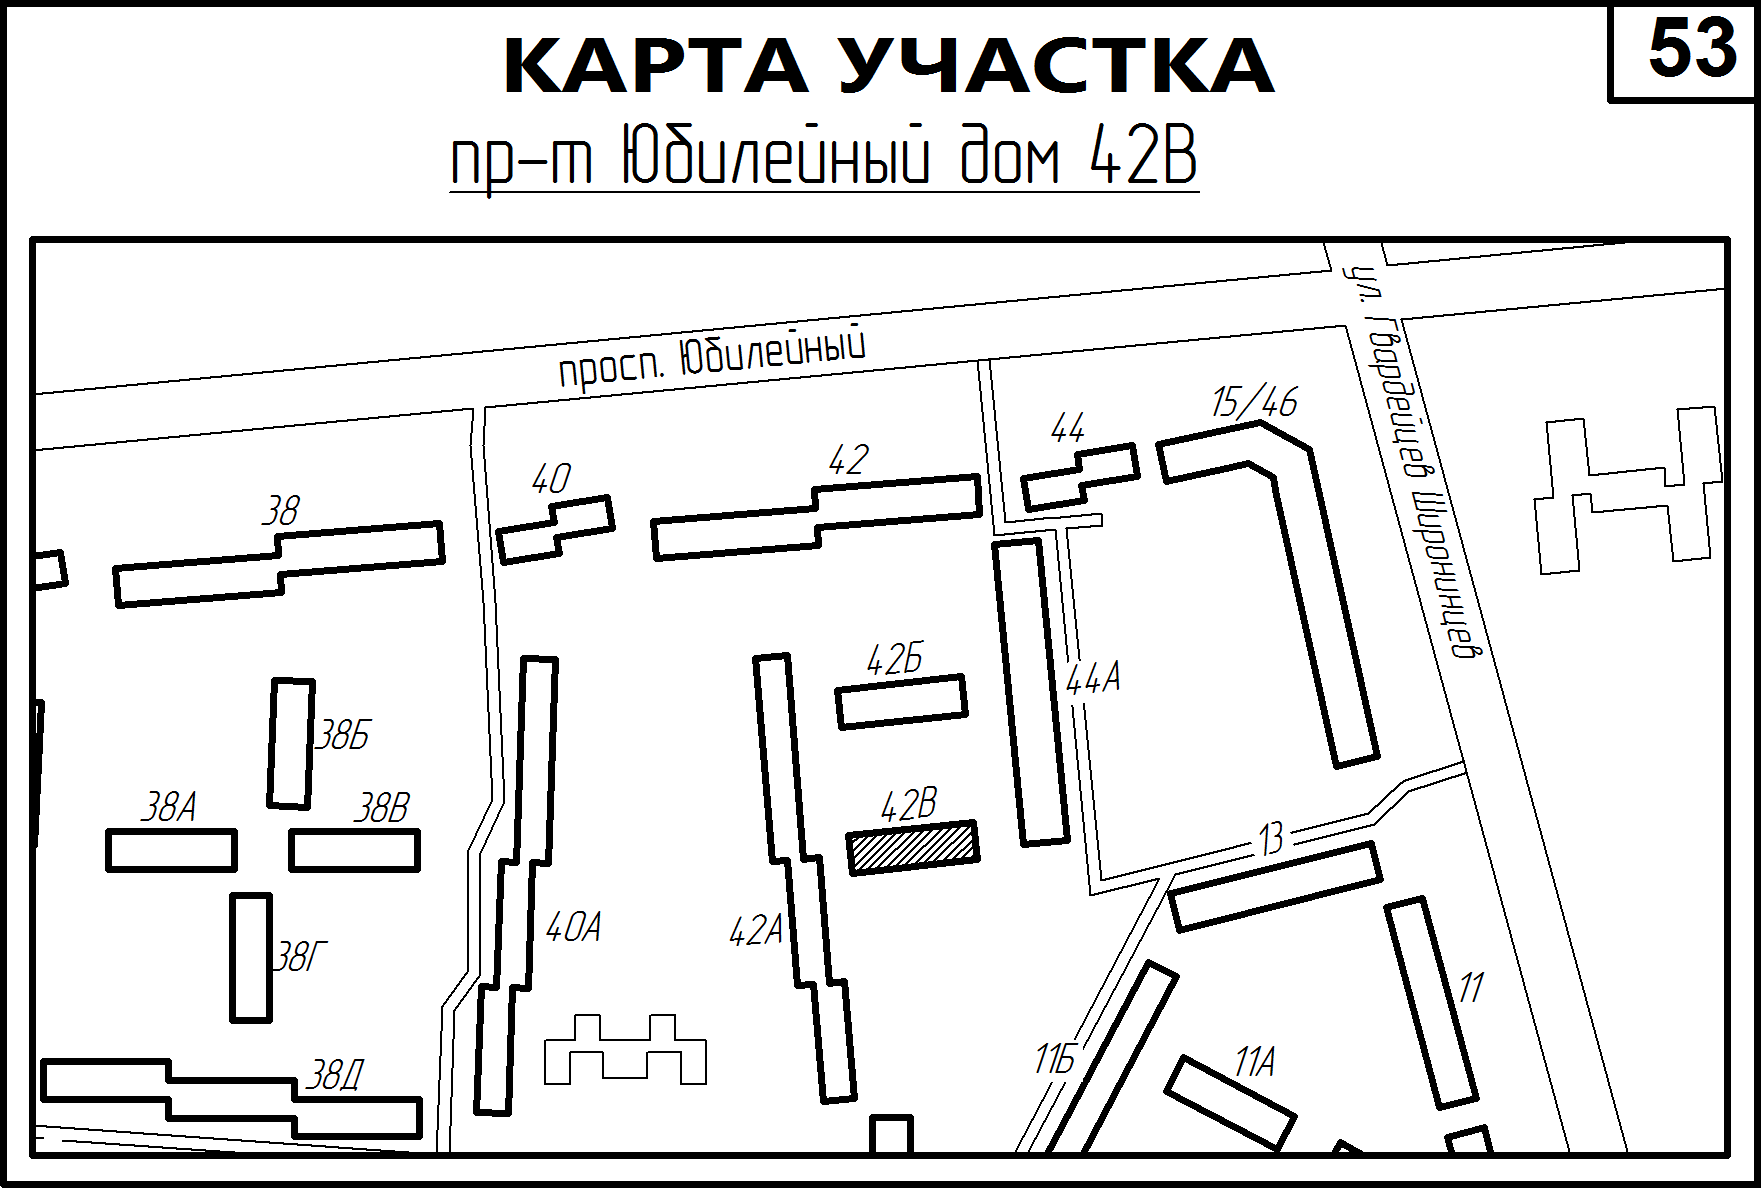 53
КАРТА УЧАСТКА
пр-т Юбилейный дом 42В
ул. Гвардейцев Широнинцев
просп. Юбилейный
15/46
44
42
40
38
42Б
44А
38Б
38А
38В
42В
13
40А
42А
38Г
11
11Б
11А
38Д